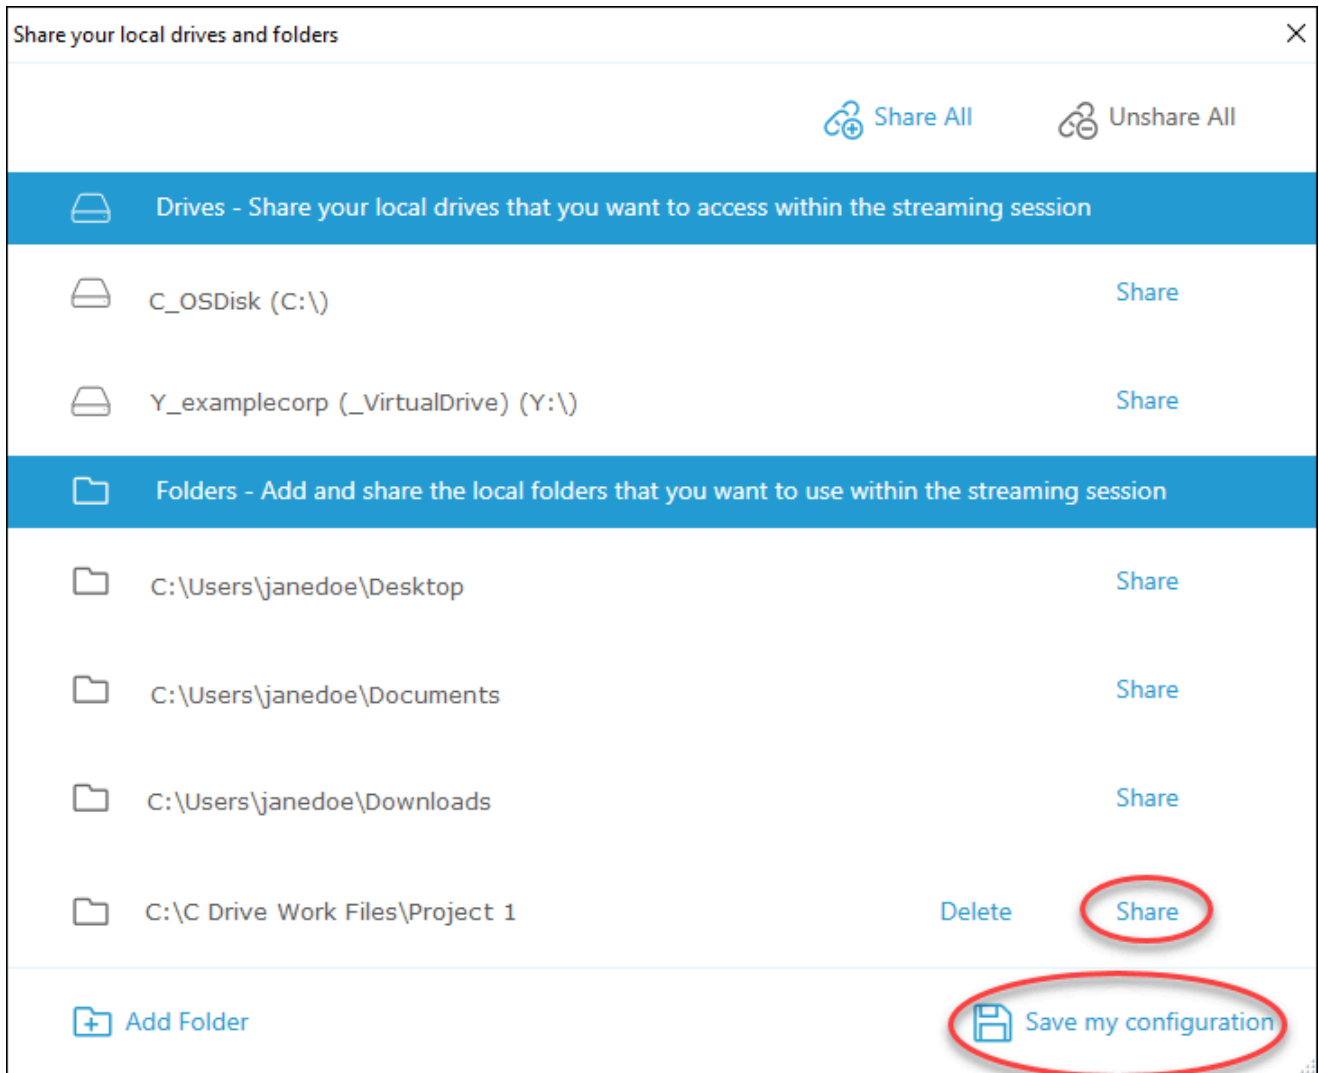 Share your local drives and folders
Share All
Unshare All
Drives - Share your local drives that you want to access within the streaming session
C_OSDisk (C:\)
Share
Y_examplecorp (_VirtualDrive) (Y:\)
Share
Folders - Add and share the local folders that you want to use within the streaming session
C:\Users\janedoe\Desktop
Share
C:\Users\janedoe\Documents
Share
C:\Users\janedoe\Downloads
Share
C:\C Drive Work Files\Project 1
Delete
Share
Add Folder
Save my configuration